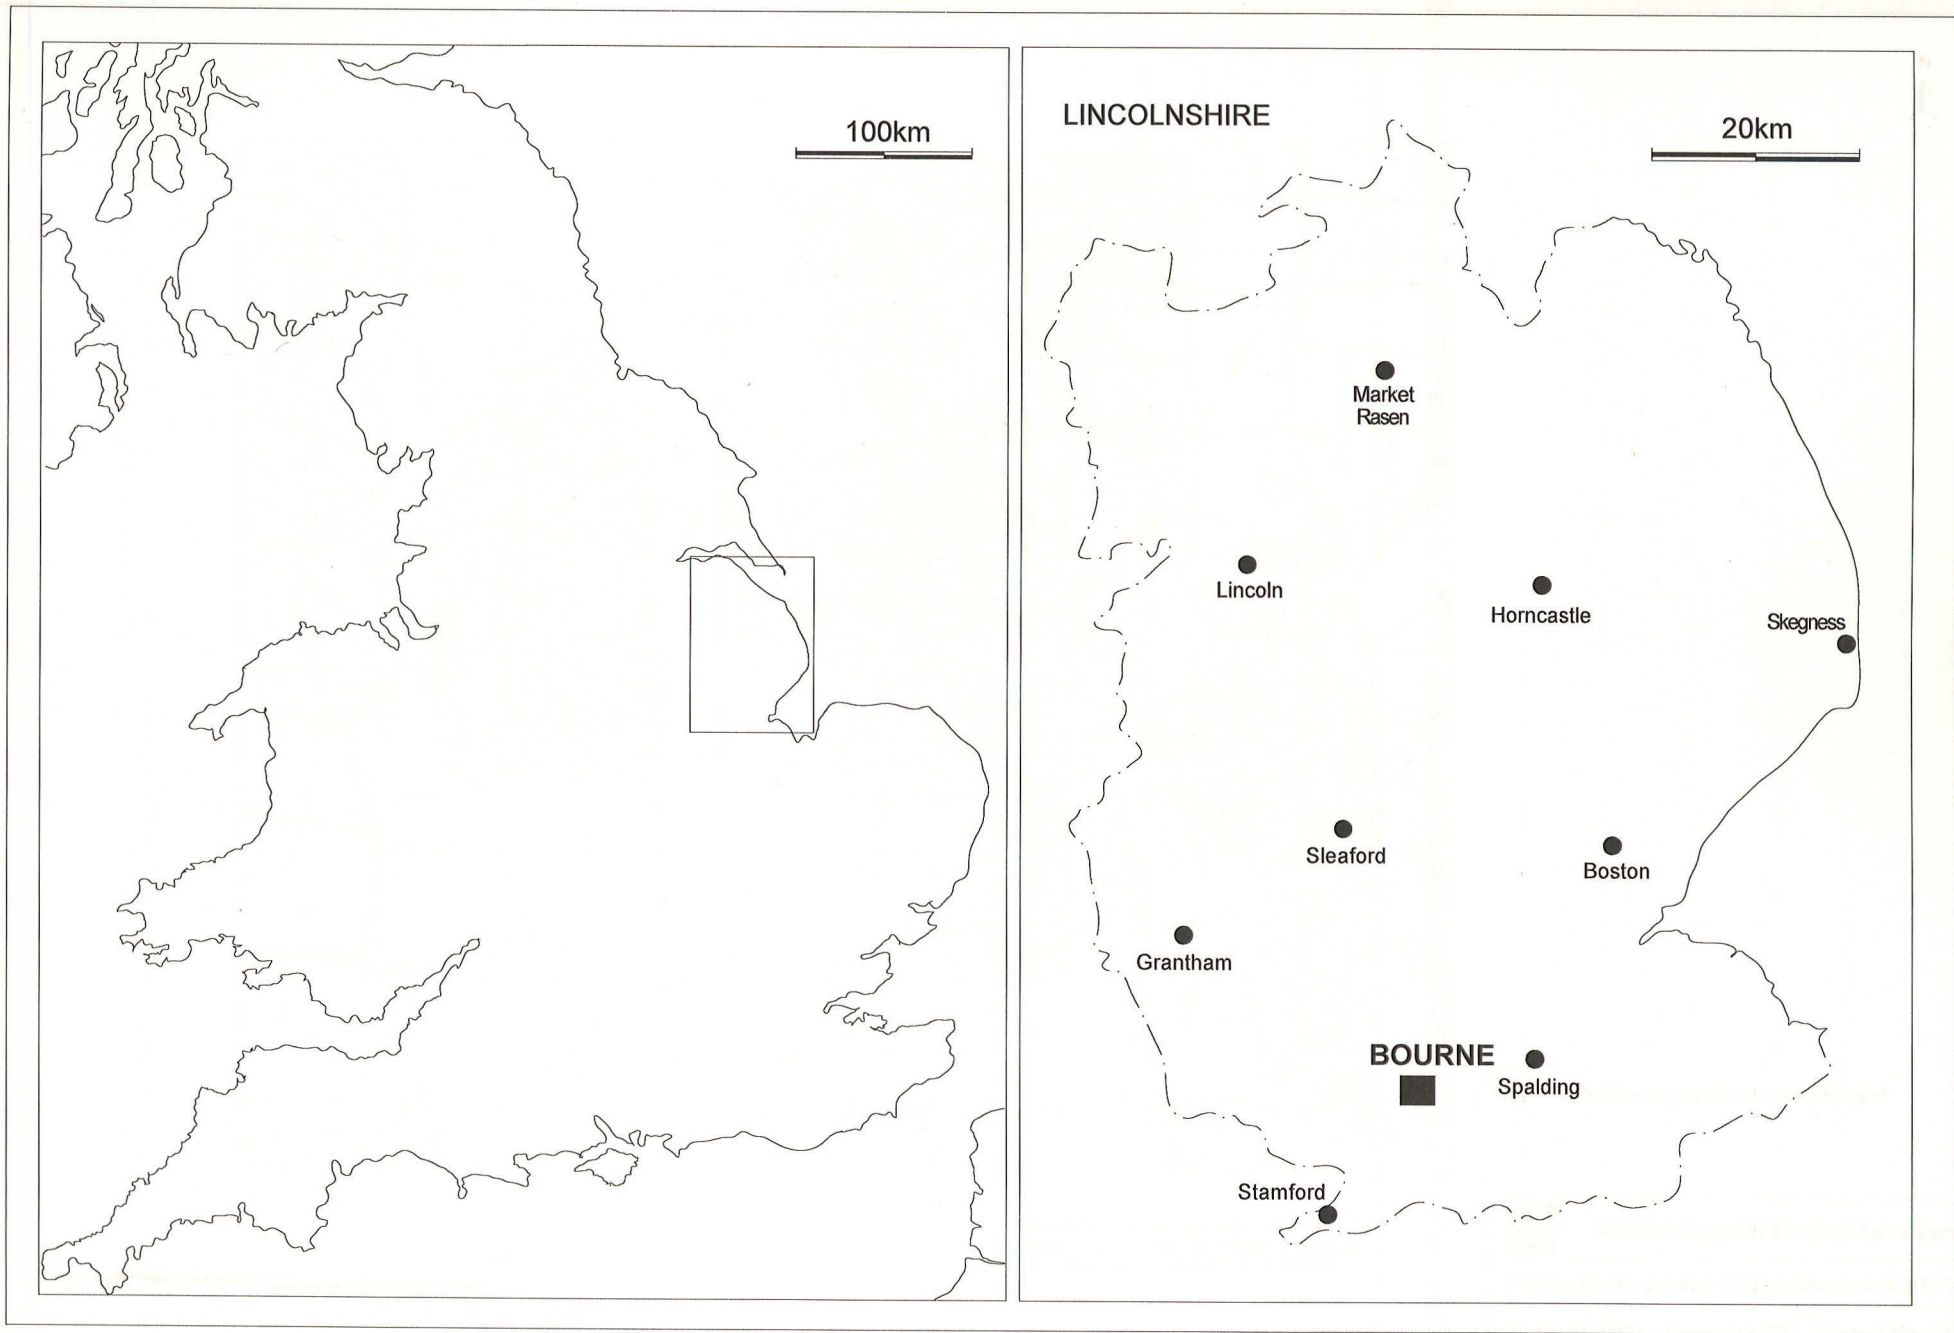 100km
LINCOLNSHIRE
20km
Market
Rasen
Lincoln
Horncastle
Skegness
Sleaford
Boston
Grantham
BOURNE
Spalding
Stamford